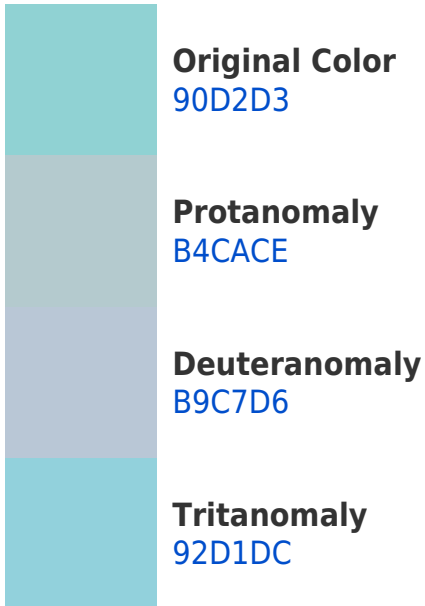 Original Color
90D2D3
Protanomaly
B4CACE
Deuteranomaly
B9C7D6
Tritanomaly
92D1DC